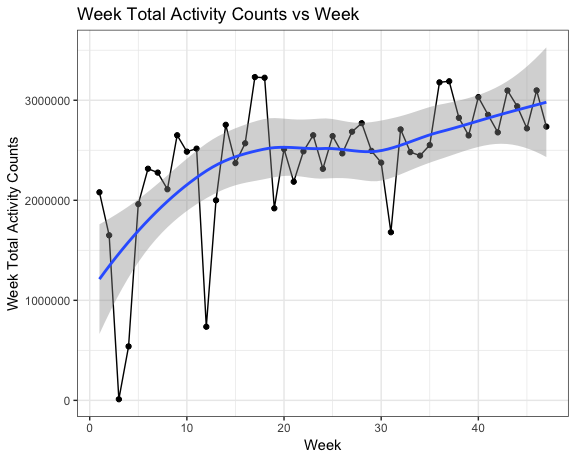 Week Total Activity Counts vs Week
3000000
2000000
1000000
0
Week Total Activity Counts
0 10 20 30 40
Week